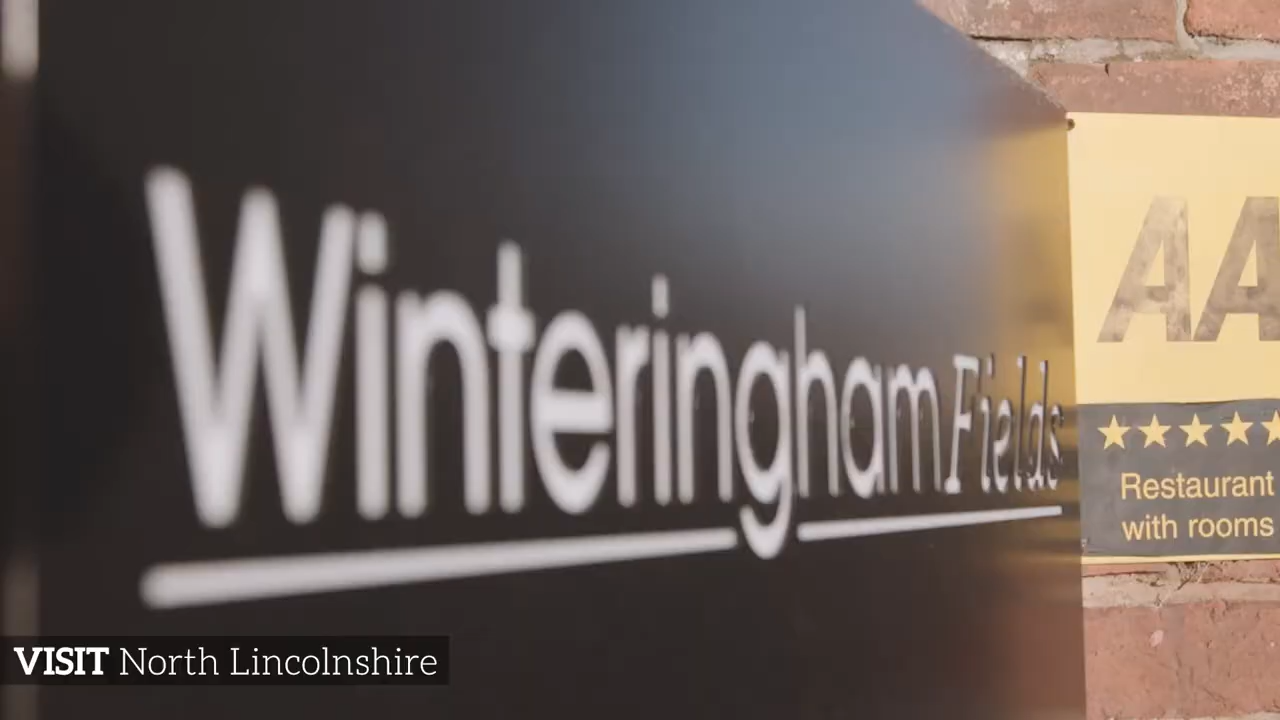 Winteringham Fields
AA
★★★★★
Restaurant
with rooms
VISIT North Lincolnshire